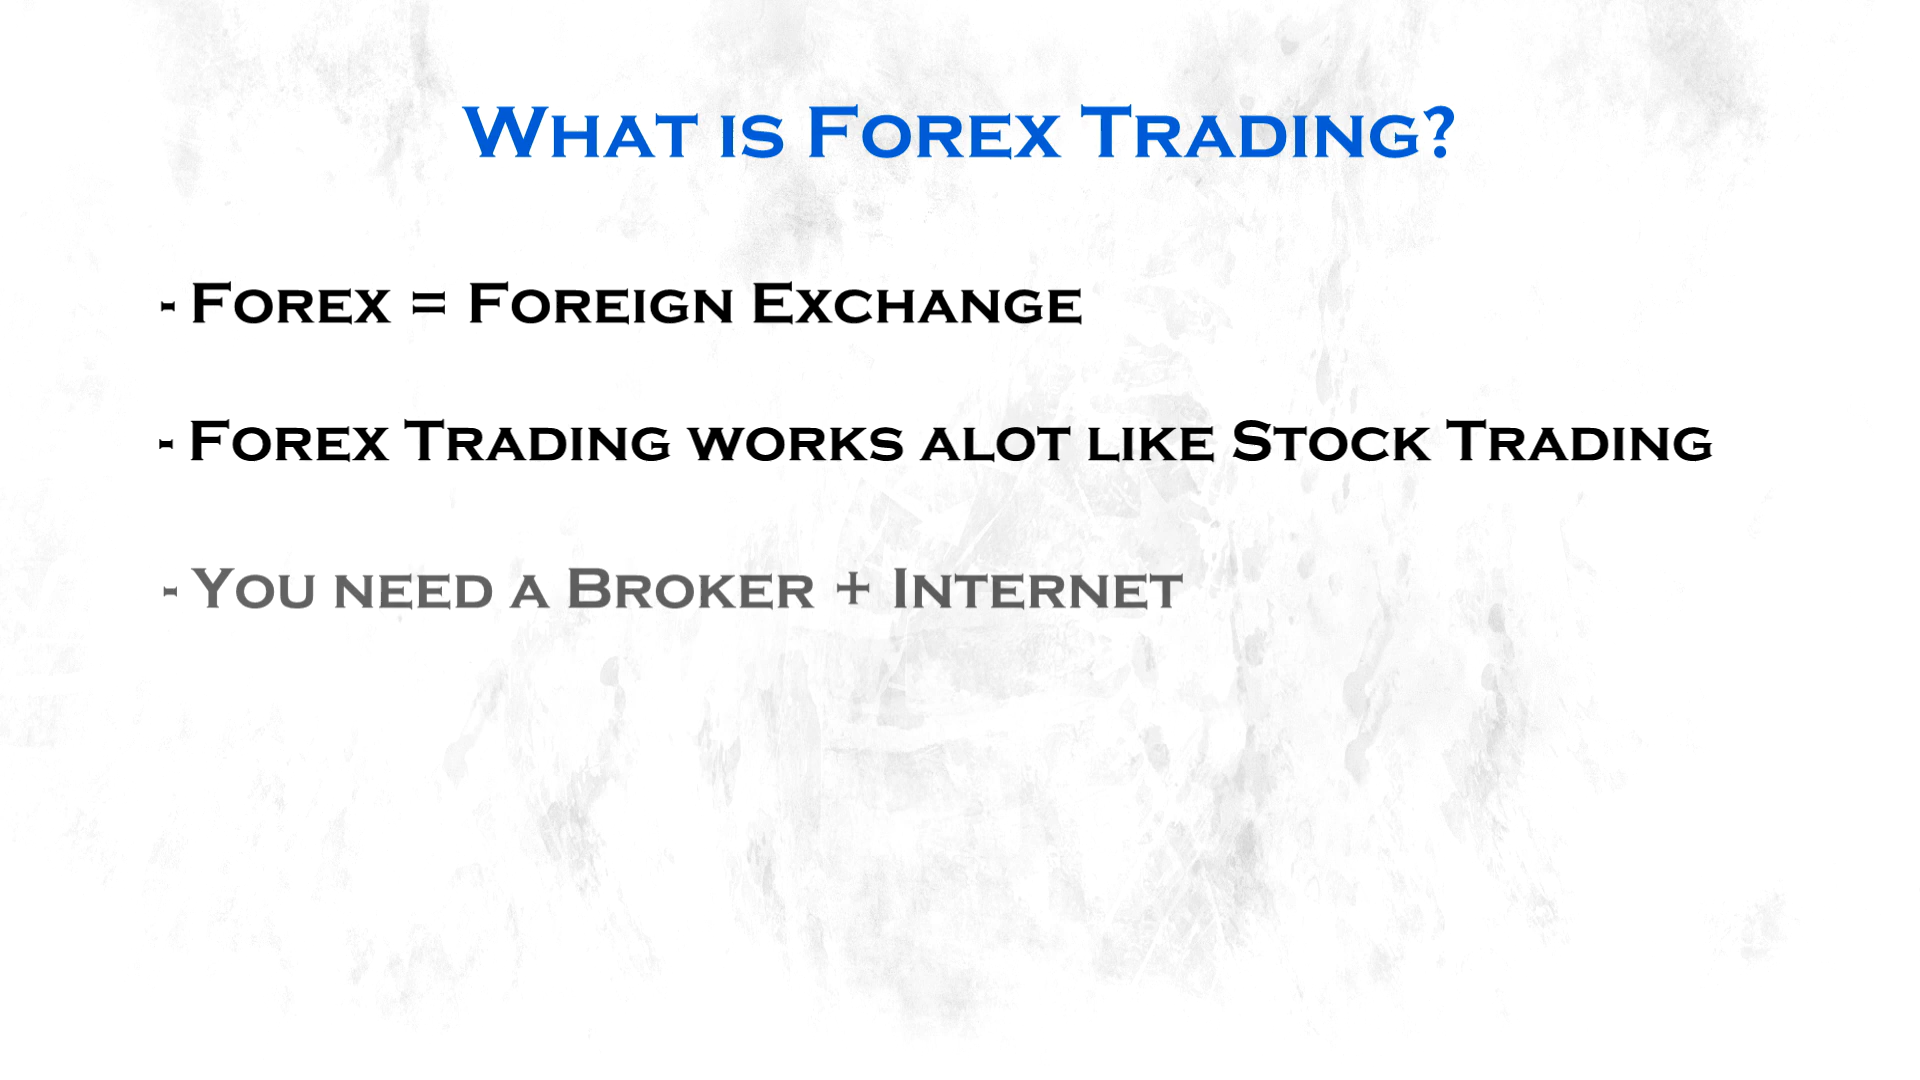 What is Forex Trading?
- Forex = Foreign Exchange
- Forex Trading works alot like Stock Trading
- You need a Broker + Internet